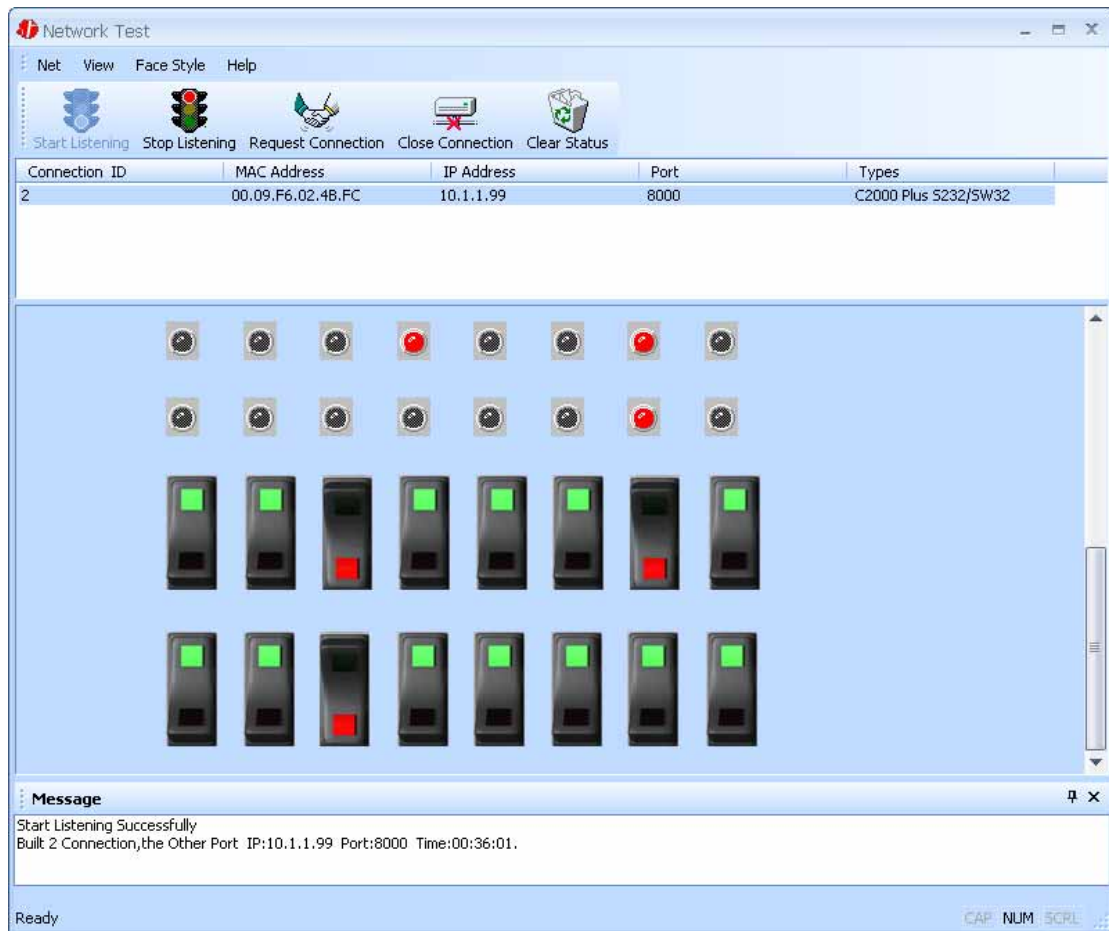 Network Test
Net View Face Style Help
Start Listening Stop Listening Request Connection Close Connection Clear Status
Connection ID MAC Address IP Address Port Types
2 00.09.F6.02.4B.FC 10.1.1.99 8000 C2000 Plus S232/SW32
Message
Start Listening Successfully
Built 2 Connection,the Other Port IP:10.1.1.99 Port:8000 Time:00:36:01.
Ready CAP NUM SCRL